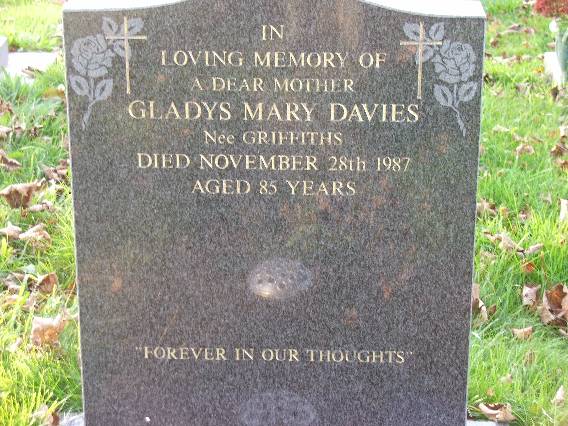 IN
LOVING MEMORY OF
A DEAR MOTHER
GLADYS MARY DAVIES
Née GRIFFITHS
DIED NOVEMBER 28th 1987
AGED 85 YEARS
"FOREVER IN OUR THOUGHTS"